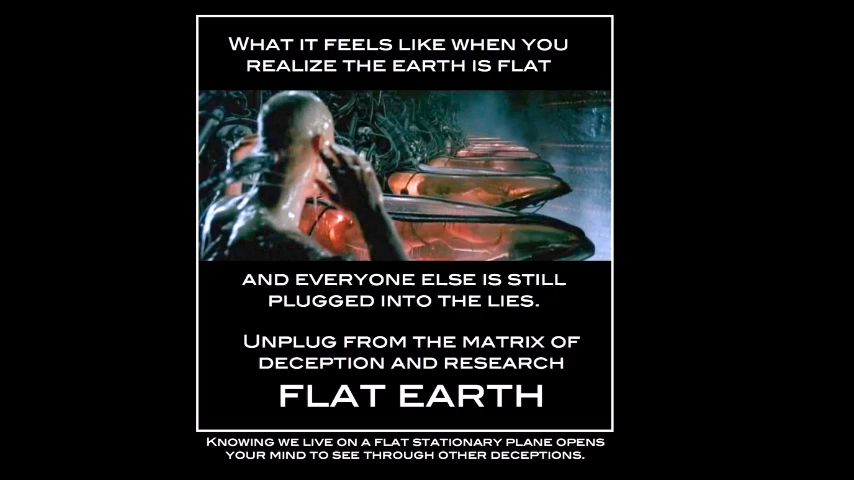 What it feels like when you
realize the earth is flat
and everyone else is still
plugged into the lies.
Unplug from the matrix of
deception and research
FLAT EARTH
Knowing we live on a flat stationary plane opens
your mind to see through other deceptions.